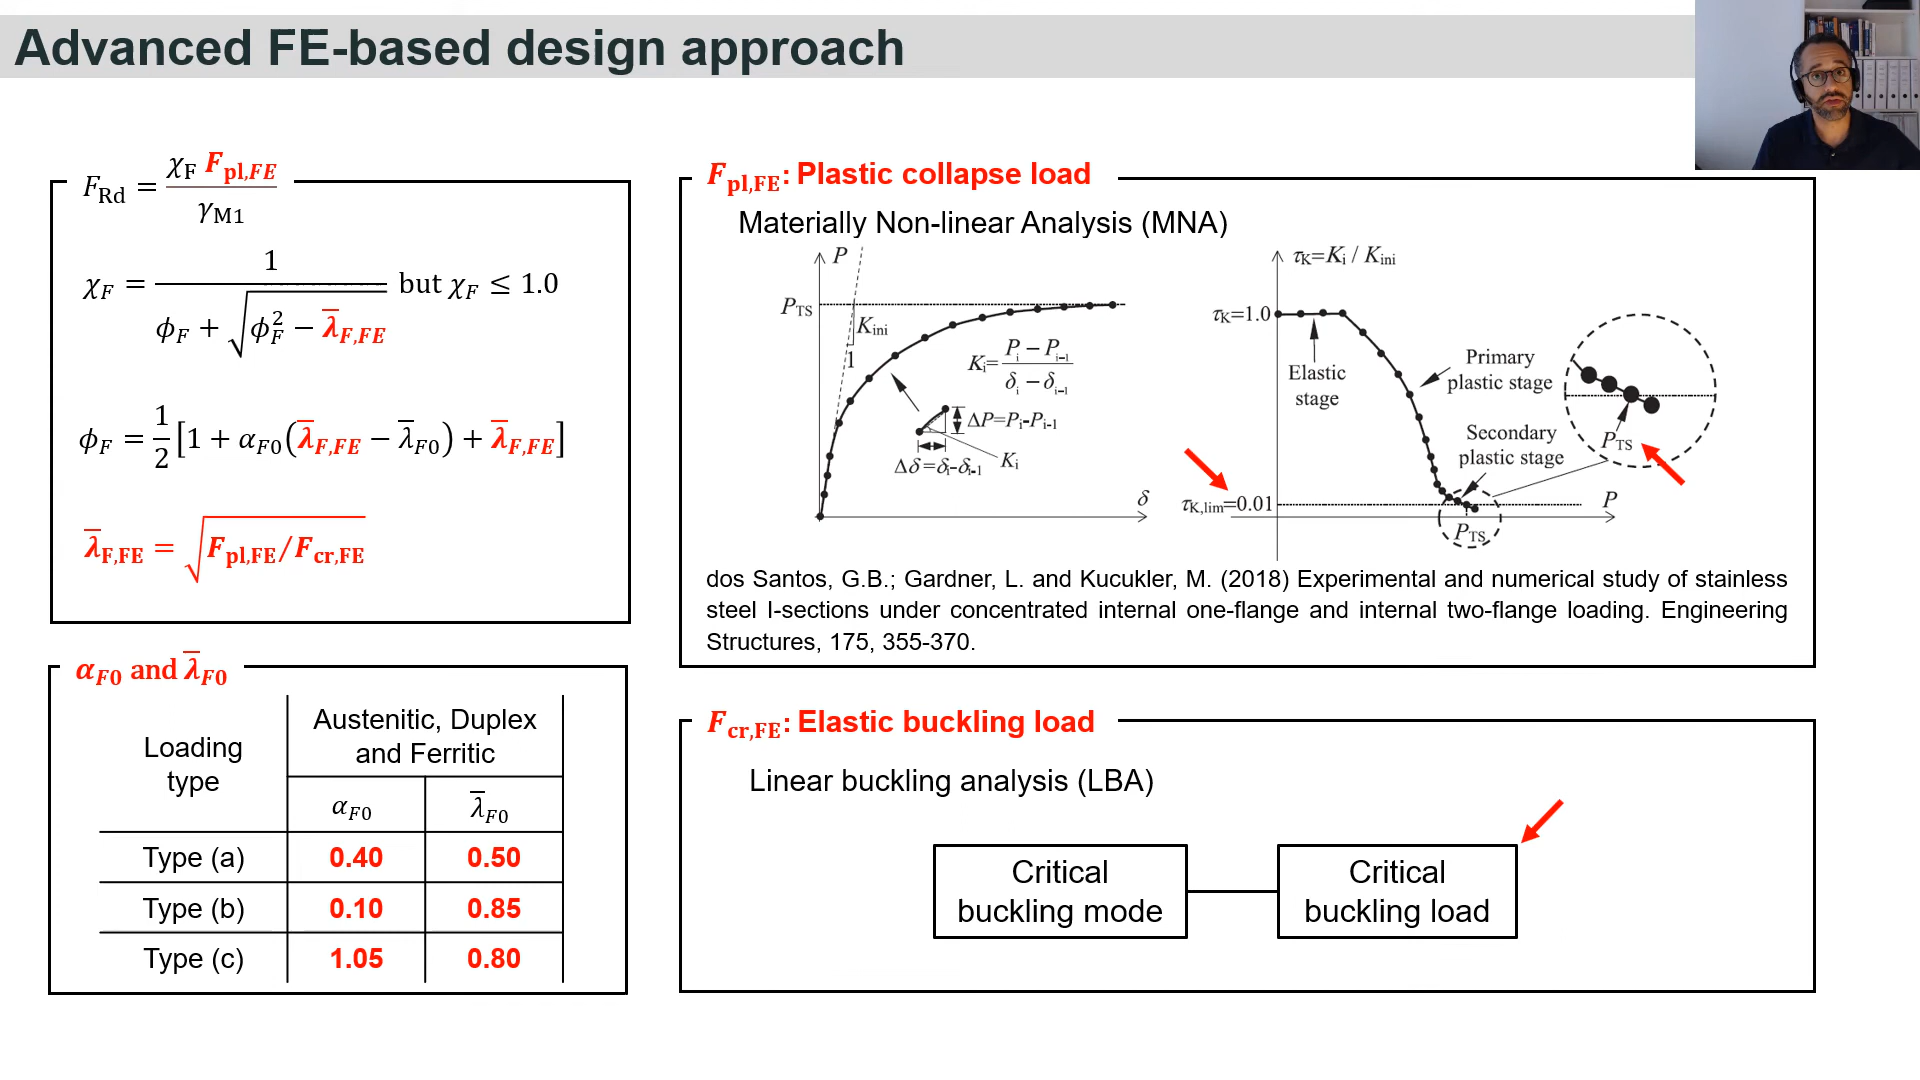 Advanced FE-based design approach
F_Rd = χ_F F_pl,FE / γ_M1
χ_F = 1 / (ϕ_F + √(ϕ_F^2 − λ̅_F,FE)) but χ_F ≤ 1.0
ϕ_F = 1/2 [1 + α_F0(λ̅_F,FE − λ̅_F0) + λ̅_F,FE]
λ̅_F,FE = √(F_pl,FE/F_cr,FE)
α_F0 and λ̅_F0
Loading type
Austenitic, Duplex
and Ferritic
α_F0 λ̅_F0
Type (a) 0.40 0.50
Type (b) 0.10 0.85
Type (c) 1.05 0.80
F_pl,FE: Plastic collapse load
Materially Non-linear Analysis (MNA)
P
P_TS
K_ini
1
K_i= (P_i − P_i-1) / (δ_i − δ_i-1)
ΔP=P_i-P_i-1
Δδ=δ_i-δ_i-1
K_i
δ
τ_K=K_i / K_ini
τ_K=1.0
Elastic
stage
Primary
plastic stage
Secondary
plastic stage
P_TS
τ_K,lim=0.01
P
P_TS
dos Santos, G.B.; Gardner, L. and Kucukler, M. (2018) Experimental and numerical study of stainless
steel I-sections under concentrated internal one-flange and internal two-flange loading. Engineering
Structures, 175, 355-370.
F_cr,FE: Elastic buckling load
Linear buckling analysis (LBA)
Critical
buckling mode
Critical
buckling load